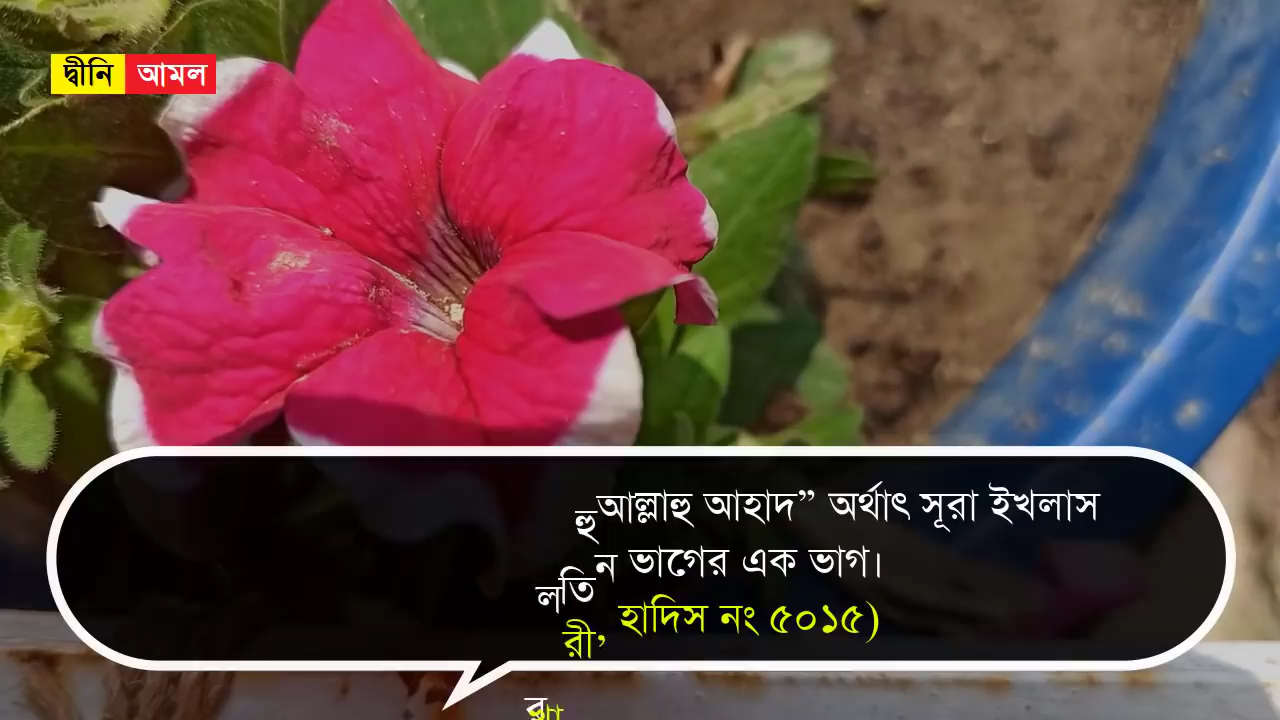 দ্বীনি আমল
হুআল্লাহু আহাদ” অর্থাৎ সূরা ইখলাস
লতিন ভাগের এক ভাগ।
রী, হাদিস নং ৫০১৫)